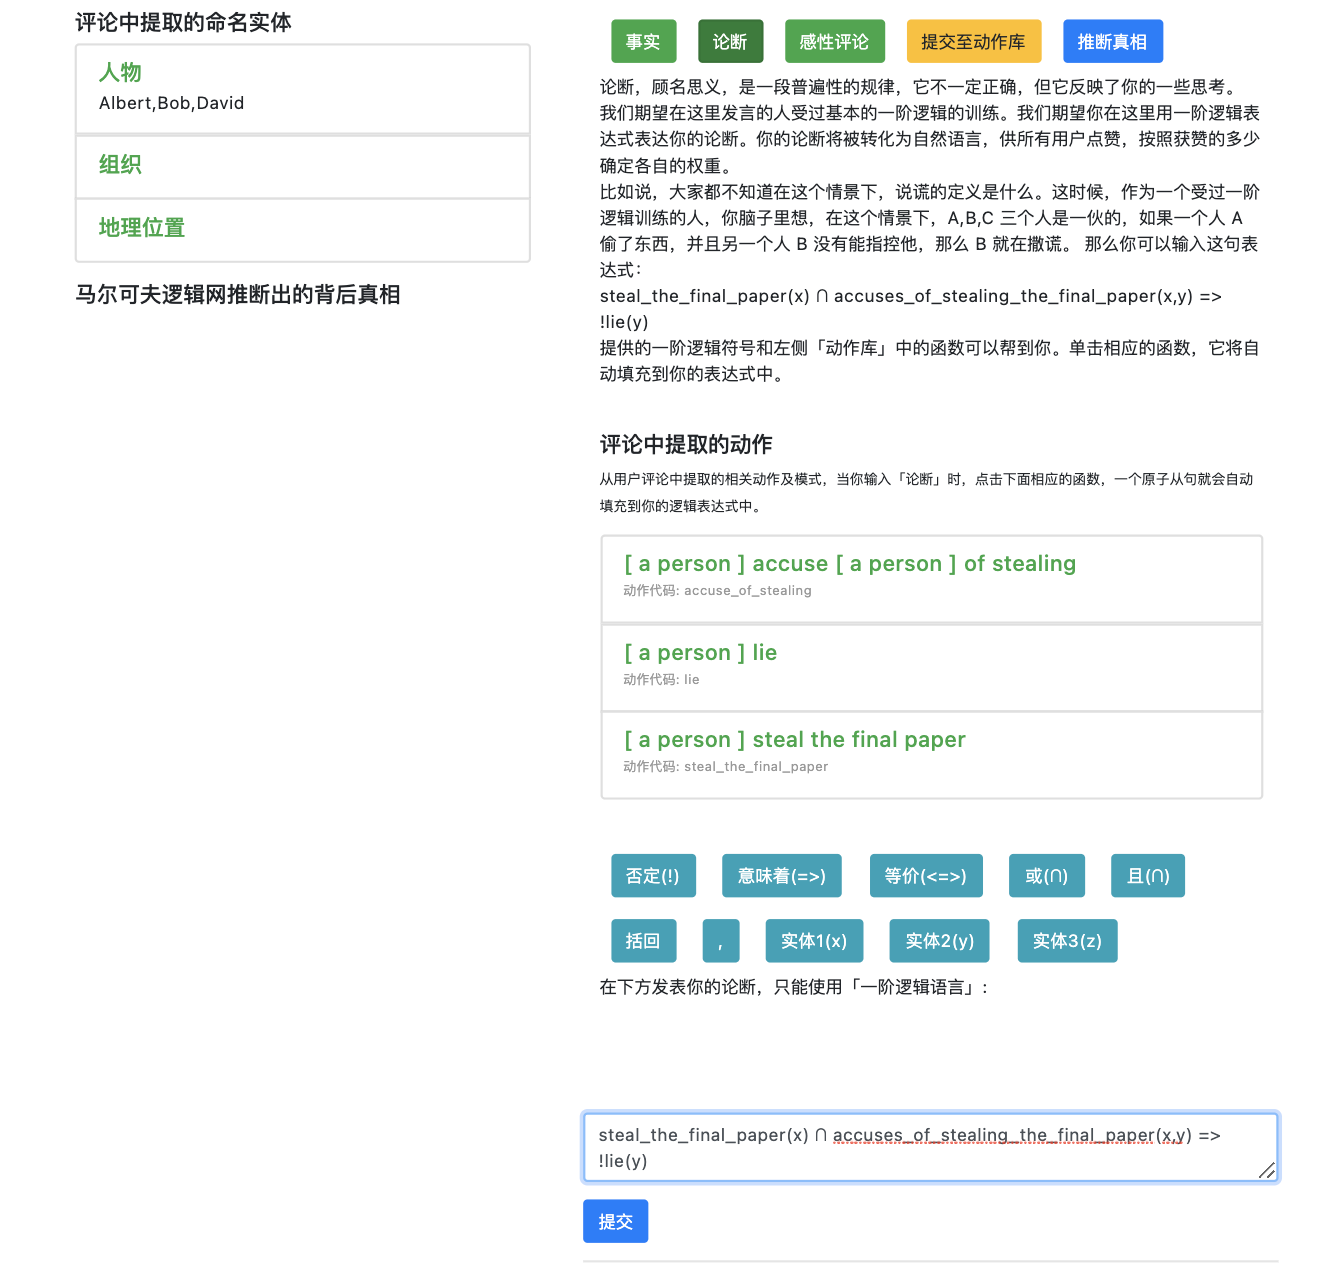 评论中提取的命名实体
人物
Albert,Bob,David
组织
地理位置
马尔可夫逻辑网推断出的背后真相
事实
论断
感性评论
提交至动作库
推断真相
论断，顾名思义，是一段普遍性的规律，它不一定正确，但它反映了你的一些思考。
我们期望在这里发言的人受过基本的一阶逻辑的训练。我们期望你在这里用一阶逻辑表
达式表达你的论断。你的论断将被转化为自然语言，供所有用户点赞，按照获赞的多少
确定各自的权重。
比如说，大家都不知道在这个情景下，说谎的定义是什么。这时候，作为一个受过一阶
逻辑训练的人，你脑子里想，在这个情景下，A,B,C 三个人是一伙的，如果一个人 A
偷了东西，并且另一个人 B 没有能指控他，那么 B 就在撒谎。 那么你可以输入这句表
达式：
steal_the_final_paper(x) ∩ accuses_of_stealing_the_final_paper(x,y) =>
!lie(y)
提供的一阶逻辑符号和左侧「动作库」中的函数可以帮到你。单击相应的函数，它将自
动填充到你的表达式中。
评论中提取的动作
从用户评论中提取的相关动作及模式，当你输入「论断」时，点击下面相应的函数，一个原子从句就会自动
填充到你的逻辑表达式中。
[ a person ] accuse [ a person ] of stealing
动作代码: accuse_of_stealing
[ a person ] lie
动作代码: lie
[ a person ] steal the final paper
动作代码: steal_the_final_paper
否定(!)
意味着(=>)
等价(<=>)
或(∩)
且(∩)
括回
,
实体1(x)
实体2(y)
实体3(z)
在下方发表你的论断，只能使用「一阶逻辑语言」:
steal_the_final_paper(x) ∩ accuses_of_stealing_the_final_paper(x,y) =>
!lie(y)
提交